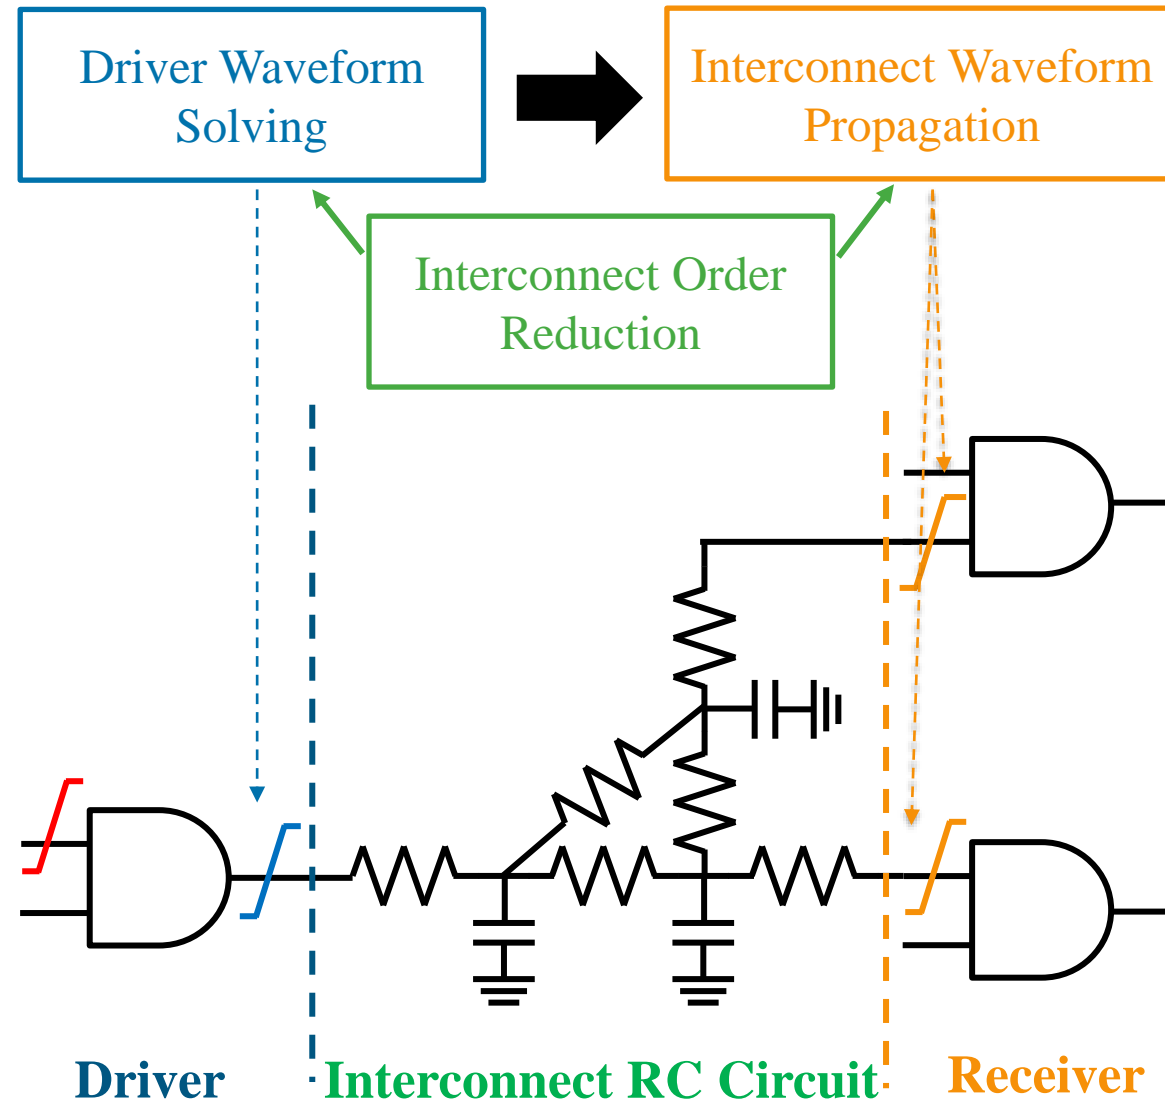 Driver Waveform
Solving
Interconnect Waveform
Propagation
Interconnect Order
Reduction
Driver
Interconnect RC Circuit
Receiver